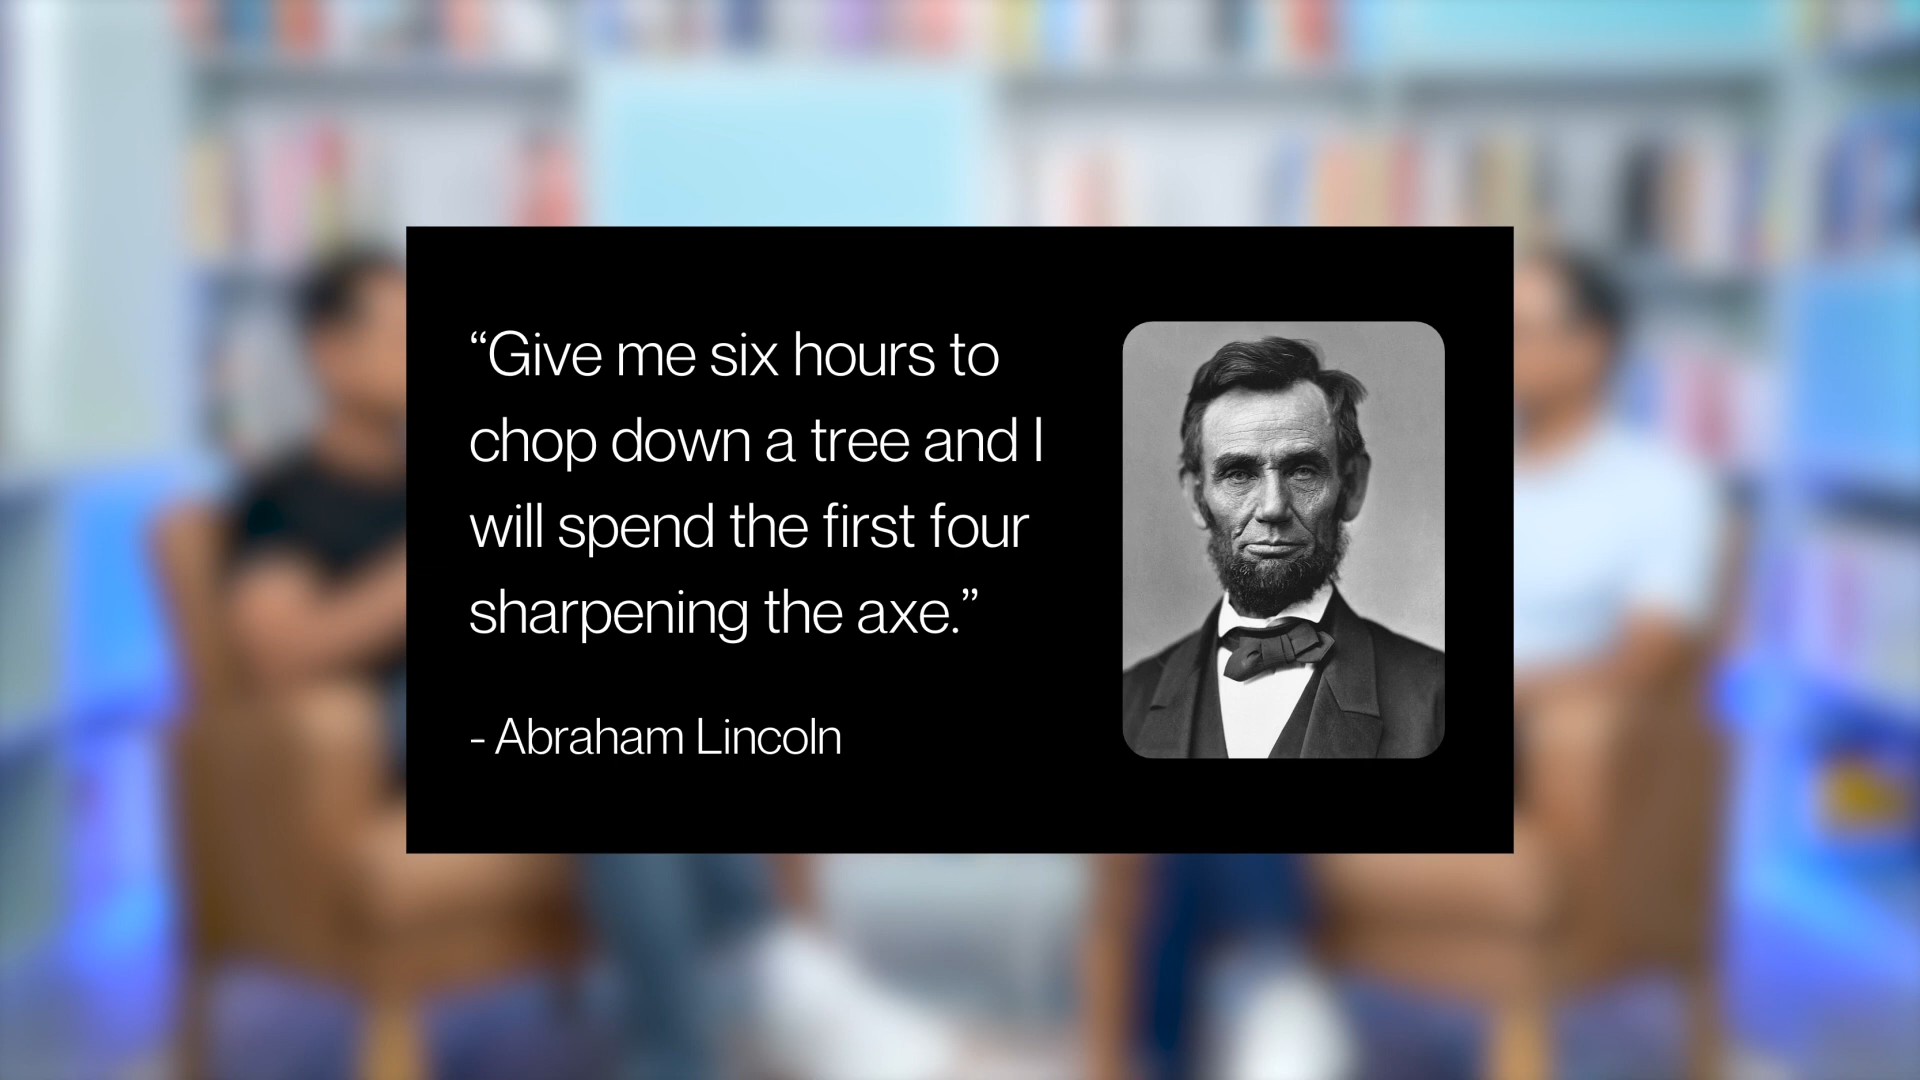 “Give me six hours to
chop down a tree and I
will spend the first four
sharpening the axe.”
- Abraham Lincoln